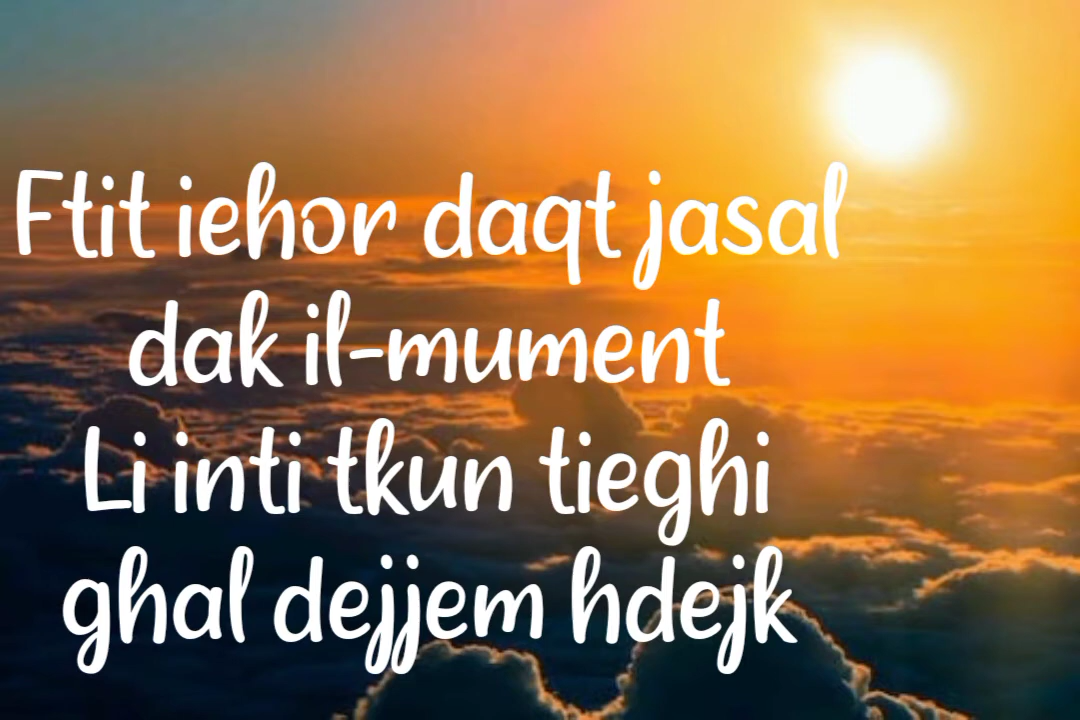 Ftit iehor daqt jasal
dak il-mument
Li inti tkun tieghi
ghal dejjem hdejk